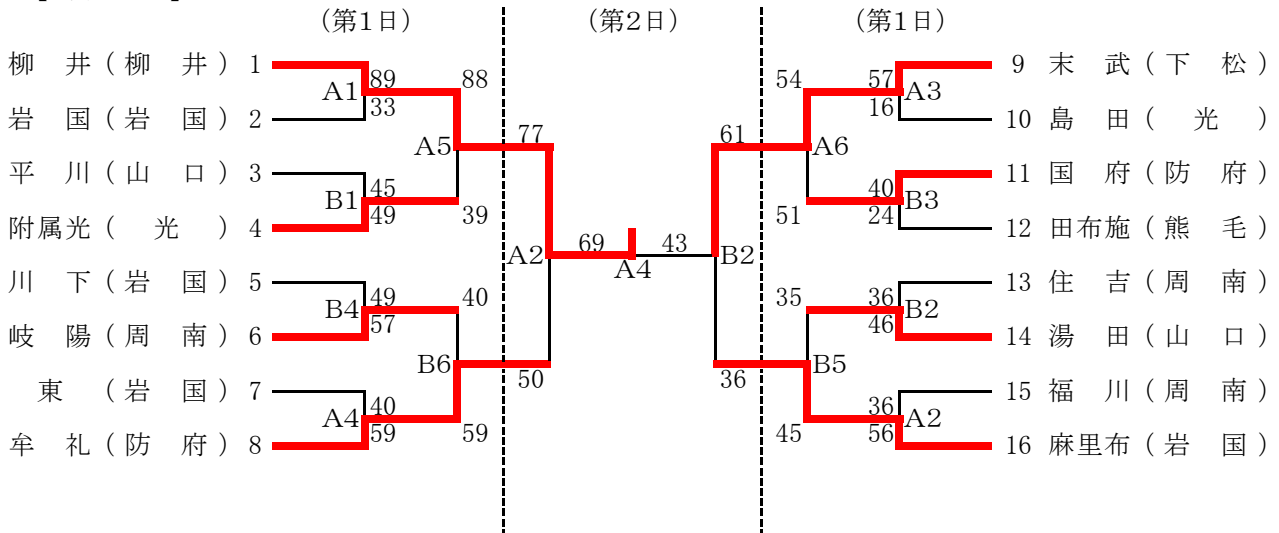 (第1日) (第2日) (第1日)
柳 井(柳 井) 1 89 88 54 57 9 末 武(下 松)
A1 A3
岩 国(岩 国) 2 33 16 10 島 田( 光 )
A5 77 61 A6
平 川(山 口) 3 45 40 11 国 府(防 府)
B1 B3
附属光( 光 ) 4 49 39 51 24 12 田布施(熊 毛)
A2 69 A4 43 B2
川 下(岩 国) 5 49 40 35 36 13 住 吉(周 南)
B4 B2
岐 陽(周 南) 6 57 46 14 湯 田(山 口)
B6 50 36 B5
東 (岩 国) 7 40 36 15 福 川(周 南)
A4 A2
牟 礼(防 府) 8 59 59 45 56 16 麻里布(岩 国)